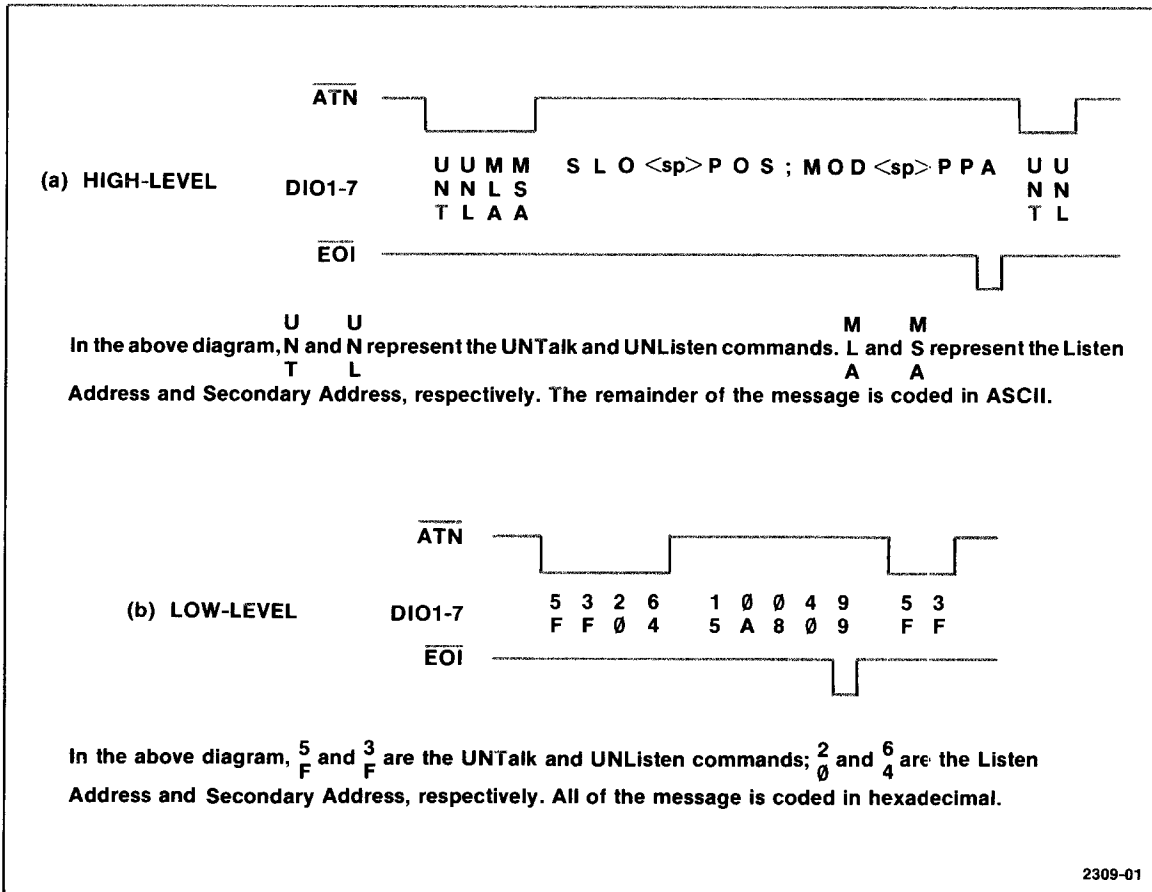 ATN
(a) HIGH-LEVEL DIO1-7 U U M M S L O <sp> P O S ; M O D <sp> P P A U U
N N L S N N
T L A A T L
EOI
U U M M
In the above diagram, N and N represent the UNTalk and UNListen commands. L and S represent the Listen
T L A A
Address and Secondary Address, respectively. The remainder of the message is coded in ASCII.
ATN
(b) LOW-LEVEL DIO1-7 5 3 2 6 1 Ø Ø 4 9 5 3
F F Ø 4 5 A 8 Ø 9 F F
EOI
In the above diagram, 5 and 3 are the UNTalk and UNListen commands; 2 and 6 are the Listen
F F Ø 4
Address and Secondary Address, respectively. All of the message is coded in hexadecimal.
2309-01